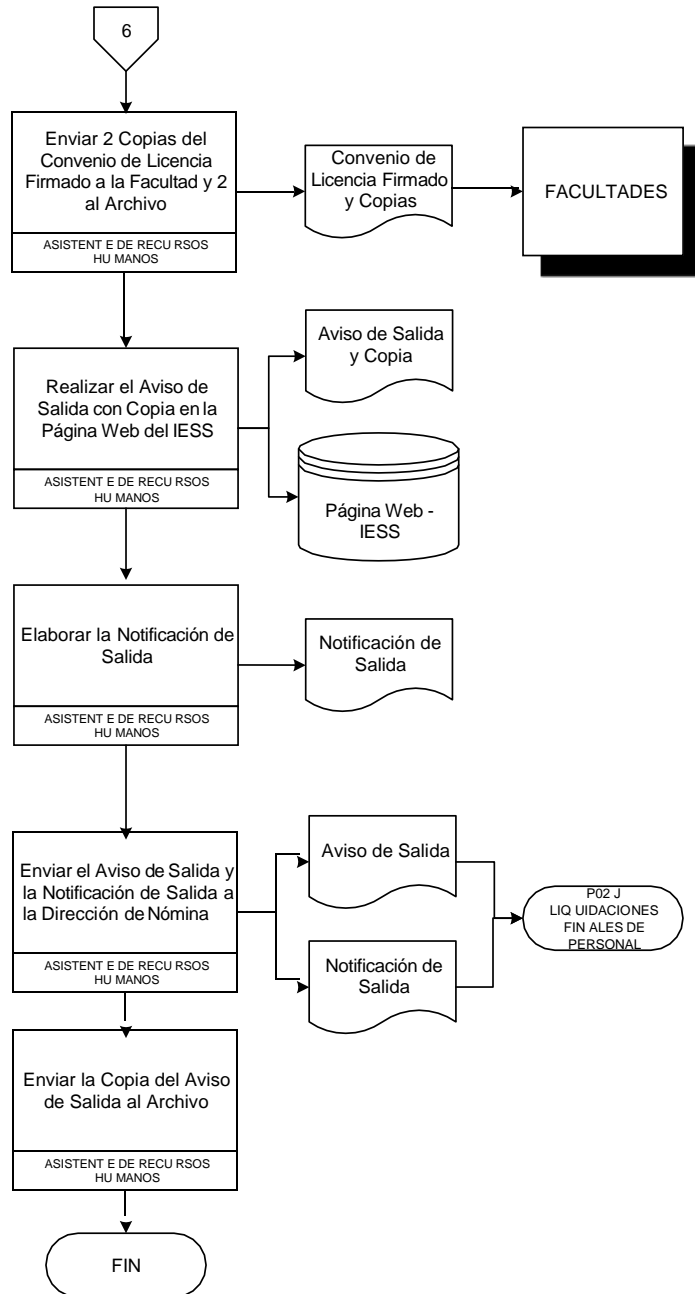 6
Enviar 2 Copias del
Convenio de Licencia
Firmado a la Facultad y 2
al Archivo
ASISTENT E DE RECU RSOS
HU MANOS
Convenio de
Licencia Firmado
y Copias
FACULTADES
Realizar el Aviso de
Salida con Copia en la
Página Web del IESS
ASISTENT E DE RECU RSOS
HU MANOS
Aviso de Salida
y Copia
Página Web -
IESS
Elaborar la Notificación de
Salida
ASISTENT E DE RECU RSOS
HU MANOS
Notificación de
Salida
Enviar el Aviso de Salida y
la Notificación de Salida a
la Dirección de Nómina
ASISTENT E DE RECU RSOS
HU MANOS
Aviso de Salida
Notificación de
Salida
P02 J
LIQ UIDACIONES
FIN ALES DE
PERSONAL
Enviar la Copia del Aviso
de Salida al Archivo
ASISTENT E DE RECU RSOS
HU MANOS
FIN